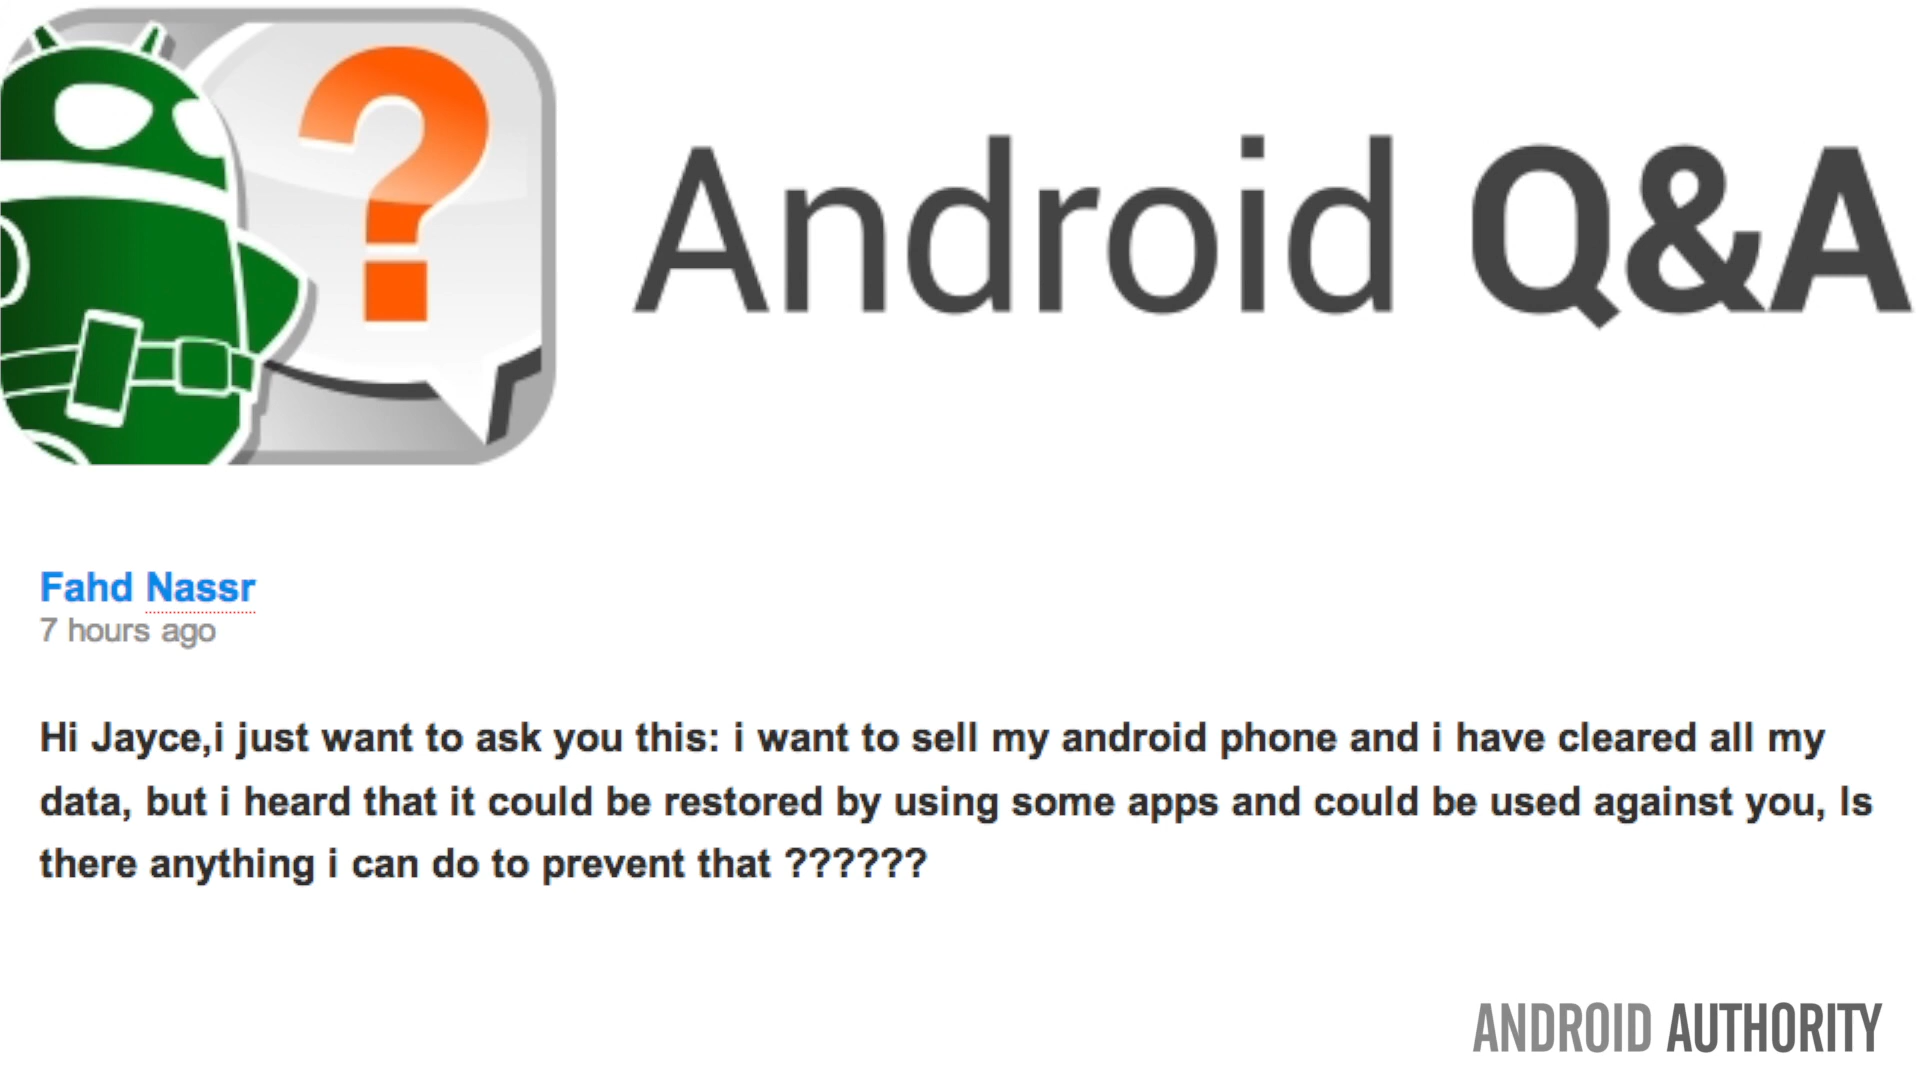 ?
Android Q&A
Fahd Nassr
7 hours ago
Hi Jayce,i just want to ask you this: i want to sell my android phone and i have cleared all my
data, but i heard that it could be restored by using some apps and could be used against you, Is
there anything i can do to prevent that ??????
ANDROID AUTHORITY